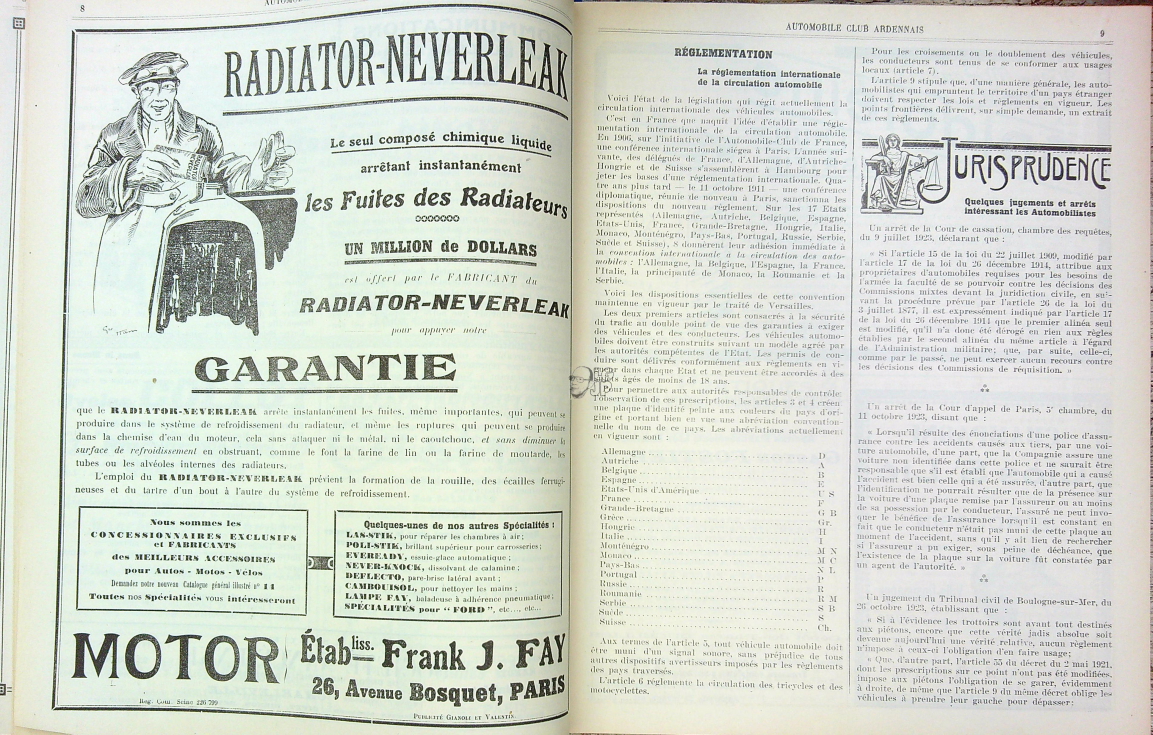 8
RADIATOR-NEVERLEAK
Le seul composé chimique liquide
arrêtant instantanément
les Fuites des Radiateurs
UN MILLION de DOLLARS
est offert par le FABRICANT du
RADIATOR-NEVERLEAK
pour appuyer notre
GARANTIE
que le RADIATOR-NEVERLEAK arrête instantanément les fuites, même importantes, qui peuvent se
produire dans le système de refroidissement du radiateur, et même les ruptures qui peuvent se produire
dans la chemise d'eau du moteur, cela sans attaquer ni le métal, ni le caoutchouc, et sans diminuer la
surface de refroidissement en obstruant, comme le font la farine de lin ou la farine de moutarde, les
tubes ou les alvéoles internes des radiateurs.
L'emploi du RADIATOR-NEVERLEAK prévient la formation de la rouille, des écailles ferrugi-
neuses et du tartre d'un bout à l'autre du système de refroidissement.
Nous sommes les
CONCESSIONNAIRES EXCLUSIFS
et FABRICANTS
des MEILLEURS ACCESSOIRES
pour Autos - Motos - Vélos
Demandez notre nouveau Catalogue général illustré n° 14
Toutes nos Spécialités vous intéresseront
Quelques-unes de nos autres Spécialités :
LAS-STIK, pour réparer les chambres à air;
POLI-STIK, brillant supérieur pour carrosseries;
EVEREADY, essuie-glace automatique;
NEVER-KNOCK, dissolvant de calamine;
DEFLECTO, pare-brise latéral avant;
CAMBOUISOL, pour nettoyer les mains;
LAMPE FAY, baladeuse à adhérence pneumatique;
SPÉCIALITÉS pour "FORD", etc... etc...
MOTOR
Établiss. Frank J. FAY
26, Avenue Bosquet, PARIS
Reg. Com. Seine 226.799
PUBLICITÉ GIANOLI ET VALENTIN.
AUTOMOBILE CLUB ARDENNAIS
9
RÉGLEMENTATION
La réglementation internationale
de la circulation automobile
Voici l'état de la législation qui régit actuellement la
circulation internationale des véhicules automobiles.
C'est en France que naquit l'idée d'établir une régle-
mentation internationale de la circulation automobile.
En 1906, sur l'initiative de l'Automobile-Club de France,
une conférence internationale siégea à Paris. L'année sui-
vante, des délégués de France, d'Allemagne, d'Autriche-
Hongrie et de Suisse s'assemblèrent à Hambourg pour
jeter les bases d'une réglementation internationale. Qua-
tre ans plus tard — le 11 octobre 1911 — une conférence
diplomatique, réunie de nouveau à Paris, sanctionna les
dispositions du nouveau règlement. Sur les 17 Etats
représentés (Allemagne, Autriche, Belgique, Espagne,
Etats-Unis, France, Grande-Bretagne, Hongrie, Italie,
Monaco, Monténégro, Pays-Bas, Portugal, Russie, Serbie,
Suède et Suisse), 8 donnèrent leur adhésion immédiate à
la convention internationale à la circulation des auto-
mobiles : l'Allemagne, la Belgique, l'Espagne, la France,
l'Italie, la principauté de Monaco, la Roumanie et la
Serbie.
Voici les dispositions essentielles de cette convention
maintenue en vigueur par le traité de Versailles.
Les deux premiers articles sont consacrés à la sécurité
du trafic au double point de vue des garanties à exiger
des véhicules et des conducteurs. Les véhicules automo-
biles doivent être construits suivant un modèle agréé par
les autorités compétentes de l'Etat. Les permis de con-
duire sont délivrés conformément aux règlements en vi-
gueur dans chaque Etat et ne peuvent être accordés à des
âgés de moins de 18 ans.
Pour permettre aux autorités responsables de contrôler
l'observation de ces prescriptions, les articles 3 et 4 créent
une plaque d'identité peinte aux couleurs du pays d'ori-
gine et portant bien en vue une abréviation convention-
nelle du nom de ce pays. Les abréviations actuellement
en vigueur sont :
Allemagne D
Autriche A
Belgique B
Espagne E
Etats-Unis d'Amérique U S
France F
Grande-Bretagne G B
Grèce Gr.
Hongrie H
Italie I
Monténégro M N
Monaco M C
Pays-Bas N L
Portugal P
Russie R
Roumanie R M
Serbie S B
Suède S
Suisse Ch.
Aux termes de l'article 5, tout véhicule automobile doit
être muni d'un signal sonore, sans préjudice de tous
autres dispositifs avertisseurs imposés par les règlements
des pays traversés.
L'article 6 réglemente la circulation des tricycles et des
motocyclettes.
Pour les croisements ou le doublement des véhicules,
les conducteurs sont tenus de se conformer aux usages
locaux (article 7).
L'article 9 stipule que, d'une manière générale, les auto-
mobilistes qui empruntent le territoire d'un pays étranger
doivent respecter les lois et règlements en vigueur. Les
points frontières délivrent, sur simple demande, un extrait
de ces règlements.
JURISPRUDENCE
Quelques jugements et arrêts
intéressant les Automobilistes
Un arrêt de la Cour de cassation, chambre des requêtes,
du 9 juillet 1923, déclarant que :
« Si l'article 15 de la loi du 22 juillet 1909, modifié par
l'article 17 de la loi du 26 décembre 1914, attribue aux
propriétaires d'automobiles requises pour les besoins de
l'armée la faculté de se pourvoir contre les décisions des
Commissions mixtes devant la juridiction civile, en sui-
vant la procédure prévue par l'article 26 de la loi du
3 juillet 1877, il est expressément indiqué par l'article 17
de la loi du 26 décembre 1914 que le premier alinéa seul
est modifié, qu'il n'a donc été dérogé en rien aux règles
établies par le second alinéa du même article à l'égard
de l'Administration militaire; que, par suite, celle-ci,
comme par le passé, ne peut exercer aucun recours contre
les décisions des Commissions de réquisition. »
Un arrêt de la Cour d'appel de Paris, 5e chambre, du
11 octobre 1923, disant que :
« Lorsqu'il résulte des énonciations d'une police d'assu-
rance contre les accidents causés aux tiers, par une voi-
ture automobile, d'une part, que la Compagnie assure une
voiture non identifiée dans cette police et ne saurait être
responsable que s'il est établi que l'automobile qui a causé
l'accident est bien celle qui a été assurée, d'autre part, que
l'identification ne pourrait résulter que de la présence sur
la voiture d'une plaque remise par l'assureur ou au moins
de sa possession par le conducteur, l'assuré ne peut invo-
quer le bénéfice de l'assurance lorsqu'il est constant en
fait que le conducteur n'était pas muni de cette plaque au
moment de l'accident, sans qu'il y ait lieu de rechercher
si l'assureur a pu exiger, sous peine de déchéance, que
l'existence de la plaque sur la voiture fût constatée par
un agent de l'autorité. »
Un jugement du Tribunal civil de Boulogne-sur-Mer, du
26 octobre 1923, établissant que :
« Si à l'évidence les trottoirs sont avant tout destinés
aux piétons, encore que cette vérité jadis absolue soit
devenue aujourd'hui une vérité relative, aucun règlement
n'impose à ceux-ci l'obligation d'en faire usage;
« Que, d'autre part, l'article 55 du décret du 2 mai 1921,
dont les prescriptions sur ce point n'ont pas été modifiées,
impose aux piétons l'obligation de se garer, évidemment
à droite, de même que l'article 9 du même décret oblige les
véhicules à prendre leur gauche pour dépasser;